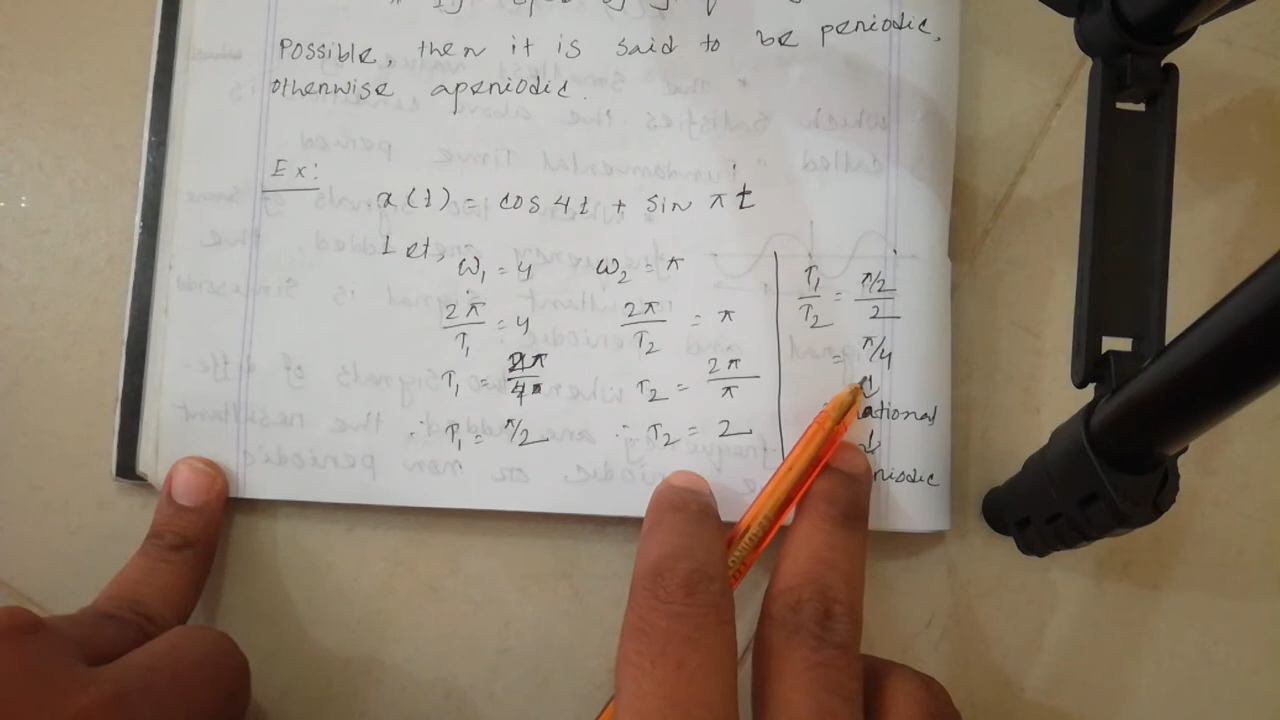 Possible, then it is said to be periodic,
otherwise aperiodic.
Ex:
x(t) = cos 4t + sin πt
Let,
ω₁ = 4 ω₂ = π
2π/T₁ = 4 2π/T₂ = π
T₁ = 2π/4 T₂ = 2π/π
∴ T₁ = π/2 ∴ T₂ = 2
T₁/T₂ = π/2/2
= π/4
↓
↓